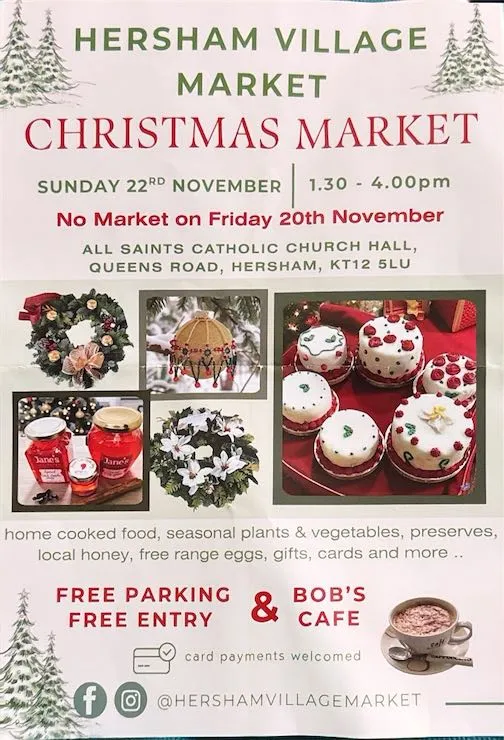 HERSHAM VILLAGE
MARKET
CHRISTMAS MARKET
SUNDAY 22RD NOVEMBER | 1.30 - 4.00pm
No Market on Friday 20th November
ALL SAINTS CATHOLIC CHURCH HALL,
QUEENS ROAD, HERSHAM, KT12 5LU
Jane's
Jane's
home cooked food, seasonal plants & vegetables, preserves,
local honey, free range eggs, gifts, cards and more ..
FREE PARKING
FREE ENTRY
&
BOB'S
CAFE
card payments welcomed
@HERSHAMVILLAGEMARKET